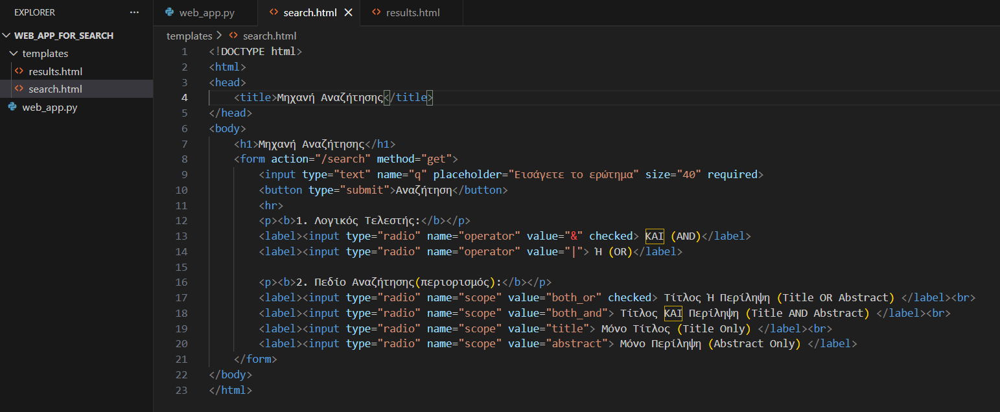 EXPLORER
WEB_APP_FOR_SEARCH
templates
results.html
search.html
web_app.py
web_app.py
search.html
results.html
templates > search.html
1 <!DOCTYPE html>
2 <html>
3 <head>
4 <title>Μηχανή Αναζήτησης</title>
5 </head>
6 <body>
7 <h1>Μηχανή Αναζήτησης</h1>
8 <form action="/search" method="get">
9 <input type="text" name="q" placeholder="Εισάγετε το ερώτημα" size="40" required>
10 <button type="submit">Αναζήτηση</button>
11 <hr>
12 <p><b>1. Λογικός Τελεστής:</b></p>
13 <label><input type="radio" name="operator" value="&" checked> ΚΑΙ (AND)</label>
14 <label><input type="radio" name="operator" value="|"> Ή (OR)</label>
15
16 <p><b>2. Πεδίο Αναζήτησης(περιορισμός):</b></p>
17 <label><input type="radio" name="scope" value="both_or" checked> Τίτλος Ή Περίληψη (Title OR Abstract) </label><br>
18 <label><input type="radio" name="scope" value="both_and"> Τίτλος ΚΑΙ Περίληψη (Title AND Abstract) </label><br>
19 <label><input type="radio" name="scope" value="title"> Μόνο Τίτλος (Title Only) </label><br>
20 <label><input type="radio" name="scope" value="abstract"> Μόνο Περίληψη (Abstract Only) </label>
21 </form>
22 </body>
23 </html>